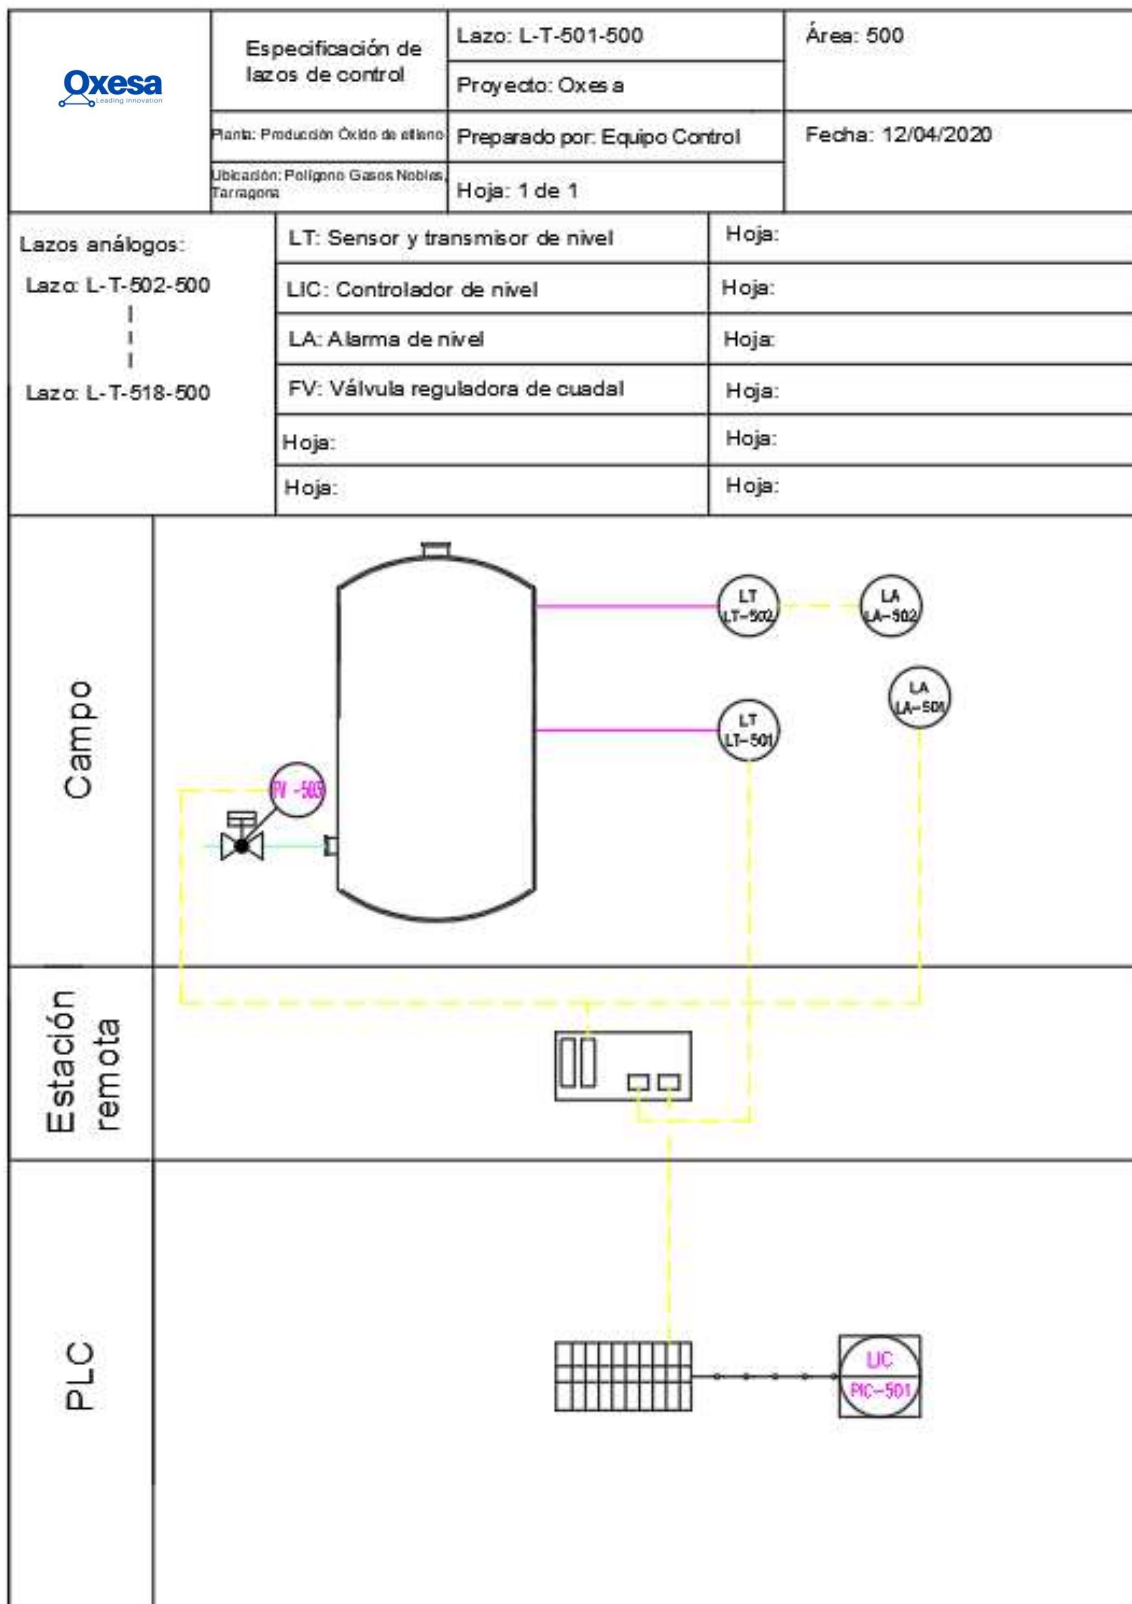 Oxesa
Leading innovation
Especificación de
lazos de control
Lazo: L-T-501-500
Área: 500
Proyecto: Oxesa
Planta: Producción Óxido de etileno
Preparado por: Equipo Control
Fecha: 12/04/2020
Ubicación: Polígono Gases Nobles,
Tarragona
Hoja: 1 de 1
Lazos análogos:
Lazo: L-T-502-500
Lazo: L-T-518-500
LT: Sensor y transmisor de nivel
Hoja:
LIC: Controlador de nivel
Hoja:
LA: Alarma de nivel
Hoja:
FV: Válvula reguladora de cuadal
Hoja:
Hoja:
Hoja:
Hoja:
Hoja:
Campo
LT
LT-502
LA
LA-502
LA
LA-501
LT
LT-501
FV -503
Estación
remota
PLC
LIC
PIC-501